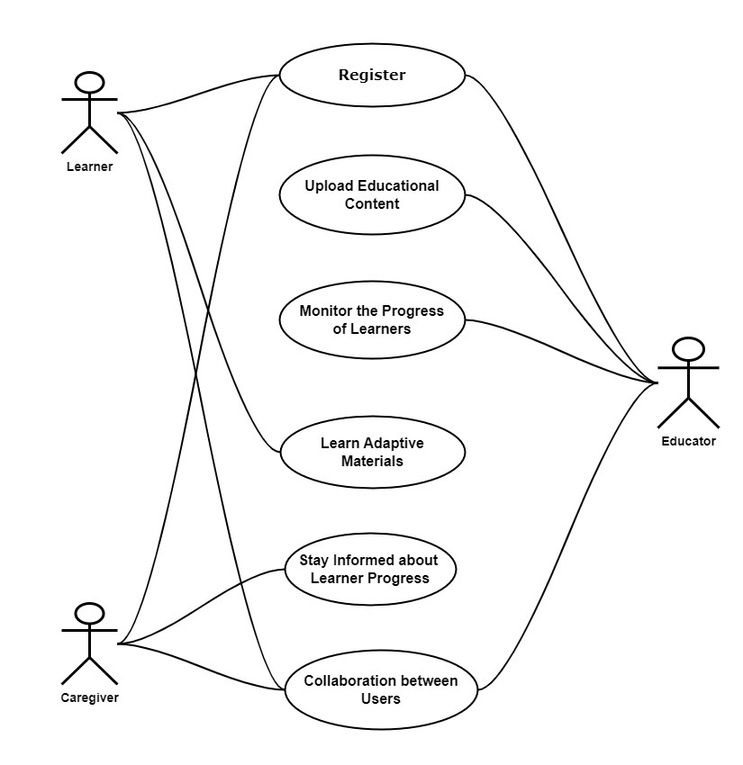 Register
Learner
Upload Educational
Content
Monitor the Progress
of Learners
Educator
Learn Adaptive
Materials
Stay Informed about
Learner Progress
Collaboration between
Users
Caregiver